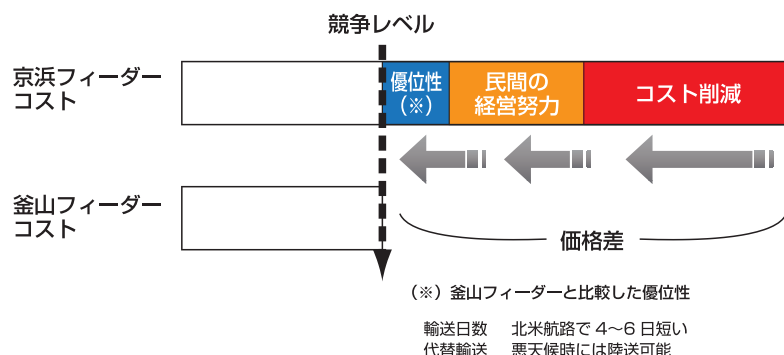 競争レベル
京浜フィーダー
コスト
優位性
(※)
民間の
経営努力
コスト削減
釜山フィーダー
コスト
価格差
(※) 釜山フィーダーと比較した優位性
輸送日数 北米航路で4～6日短い
代替輸送 悪天候時には陸送可能